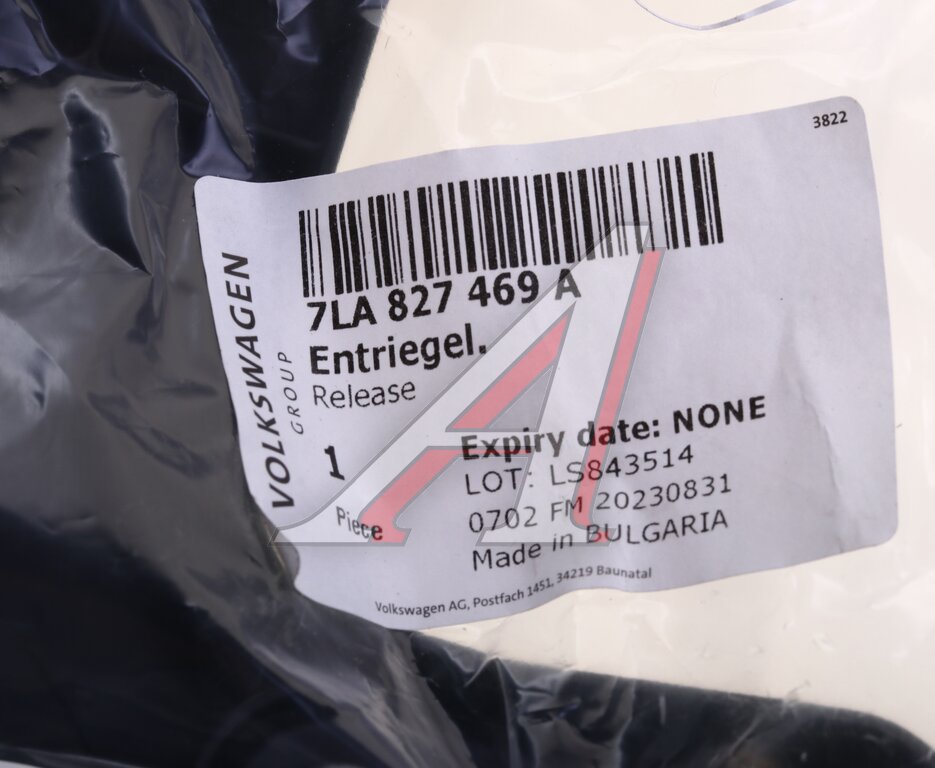 3822
VOLKSWAGEN
GROUP
7LA 827 469 A
Entriegel.
Release
1
Piece
Expiry date: NONE
LOT: LS843514
0702 FM 20230831
Made in BULGARIA
Volkswagen AG, Postfach 1451, 34219 Baunatal